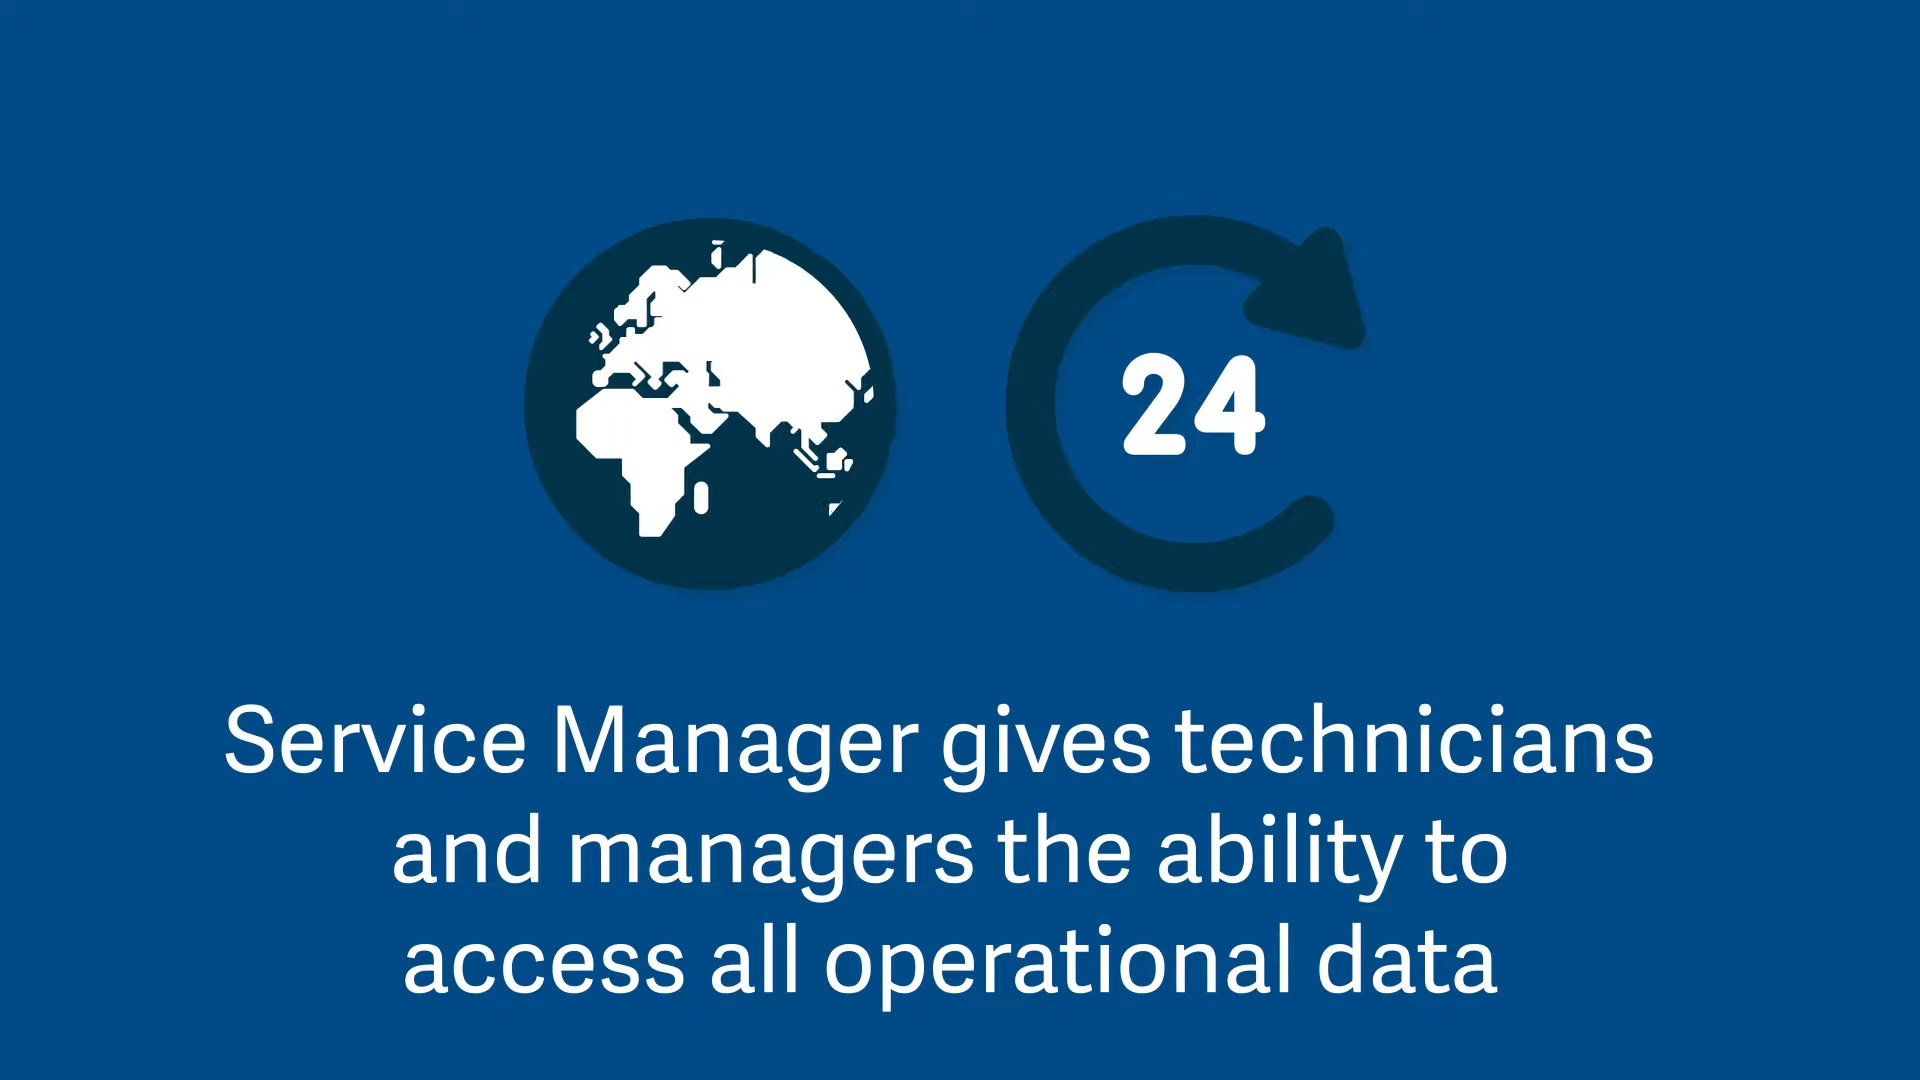 24
Service Manager gives technicians
and managers the ability to
access all operational data